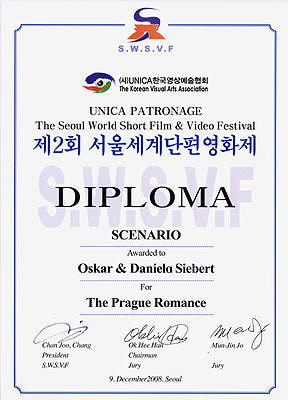 S.W.S.V.F
(사)UNICA한국영상예술협회
The Korean Visual Arts Association
UNICA PATRONAGE
The Seoul World Short Film & Video Festival
제2회 서울세계단편영화제
S.W.S.V.F
DIPLOMA
SCENARIO
Awarded to
Oskar & Daniela Siebert
For
The Prague Romance
Chan Joo, Chang
Ok Hee Han
Mun-Jin Jo
President
Chairman
S.W.S.V.F
Jury
Jury
9. December2008. Seoul